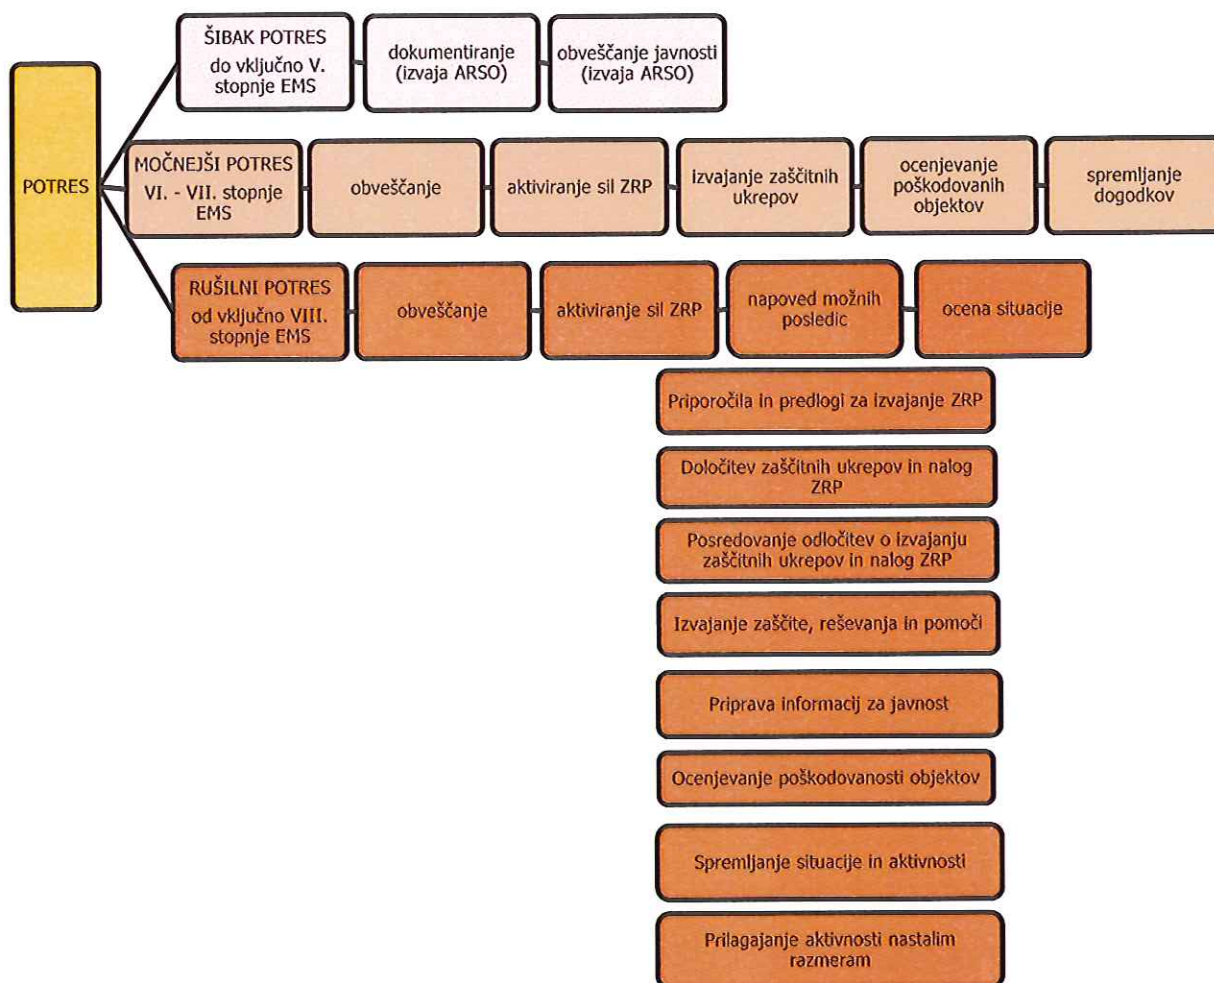 POTRES
ŠIBAK POTRES
do vključno V.
stopnje EMS
dokumentiranje
(izvaja ARSO)
obveščanje javnosti
(izvaja ARSO)
MOČNEJŠI POTRES
VI. - VII. stopnje
EMS
obveščanje
aktiviranje sil ZRP
izvajanje zaščitnih
ukrepov
ocenjevanje
poškodovanih
objektov
spremljanje
dogodkov
RUŠILNI POTRES
od vključno VIII.
stopnje EMS
obveščanje
aktiviranje sil ZRP
napoved možnih
posledic
ocena situacije
Priporočila in predlogi za izvajanje ZRP
Določitev zaščitnih ukrepov in nalog
ZRP
Posredovanje odločitev o izvajanju
zaščitnih ukrepov in nalog ZRP
Izvajanje zaščite, reševanja in pomoči
Priprava informacij za javnost
Ocenjevanje poškodovanosti objektov
Spremljanje situacije in aktivnosti
Prilagajanje aktivnosti nastalim
razmeram